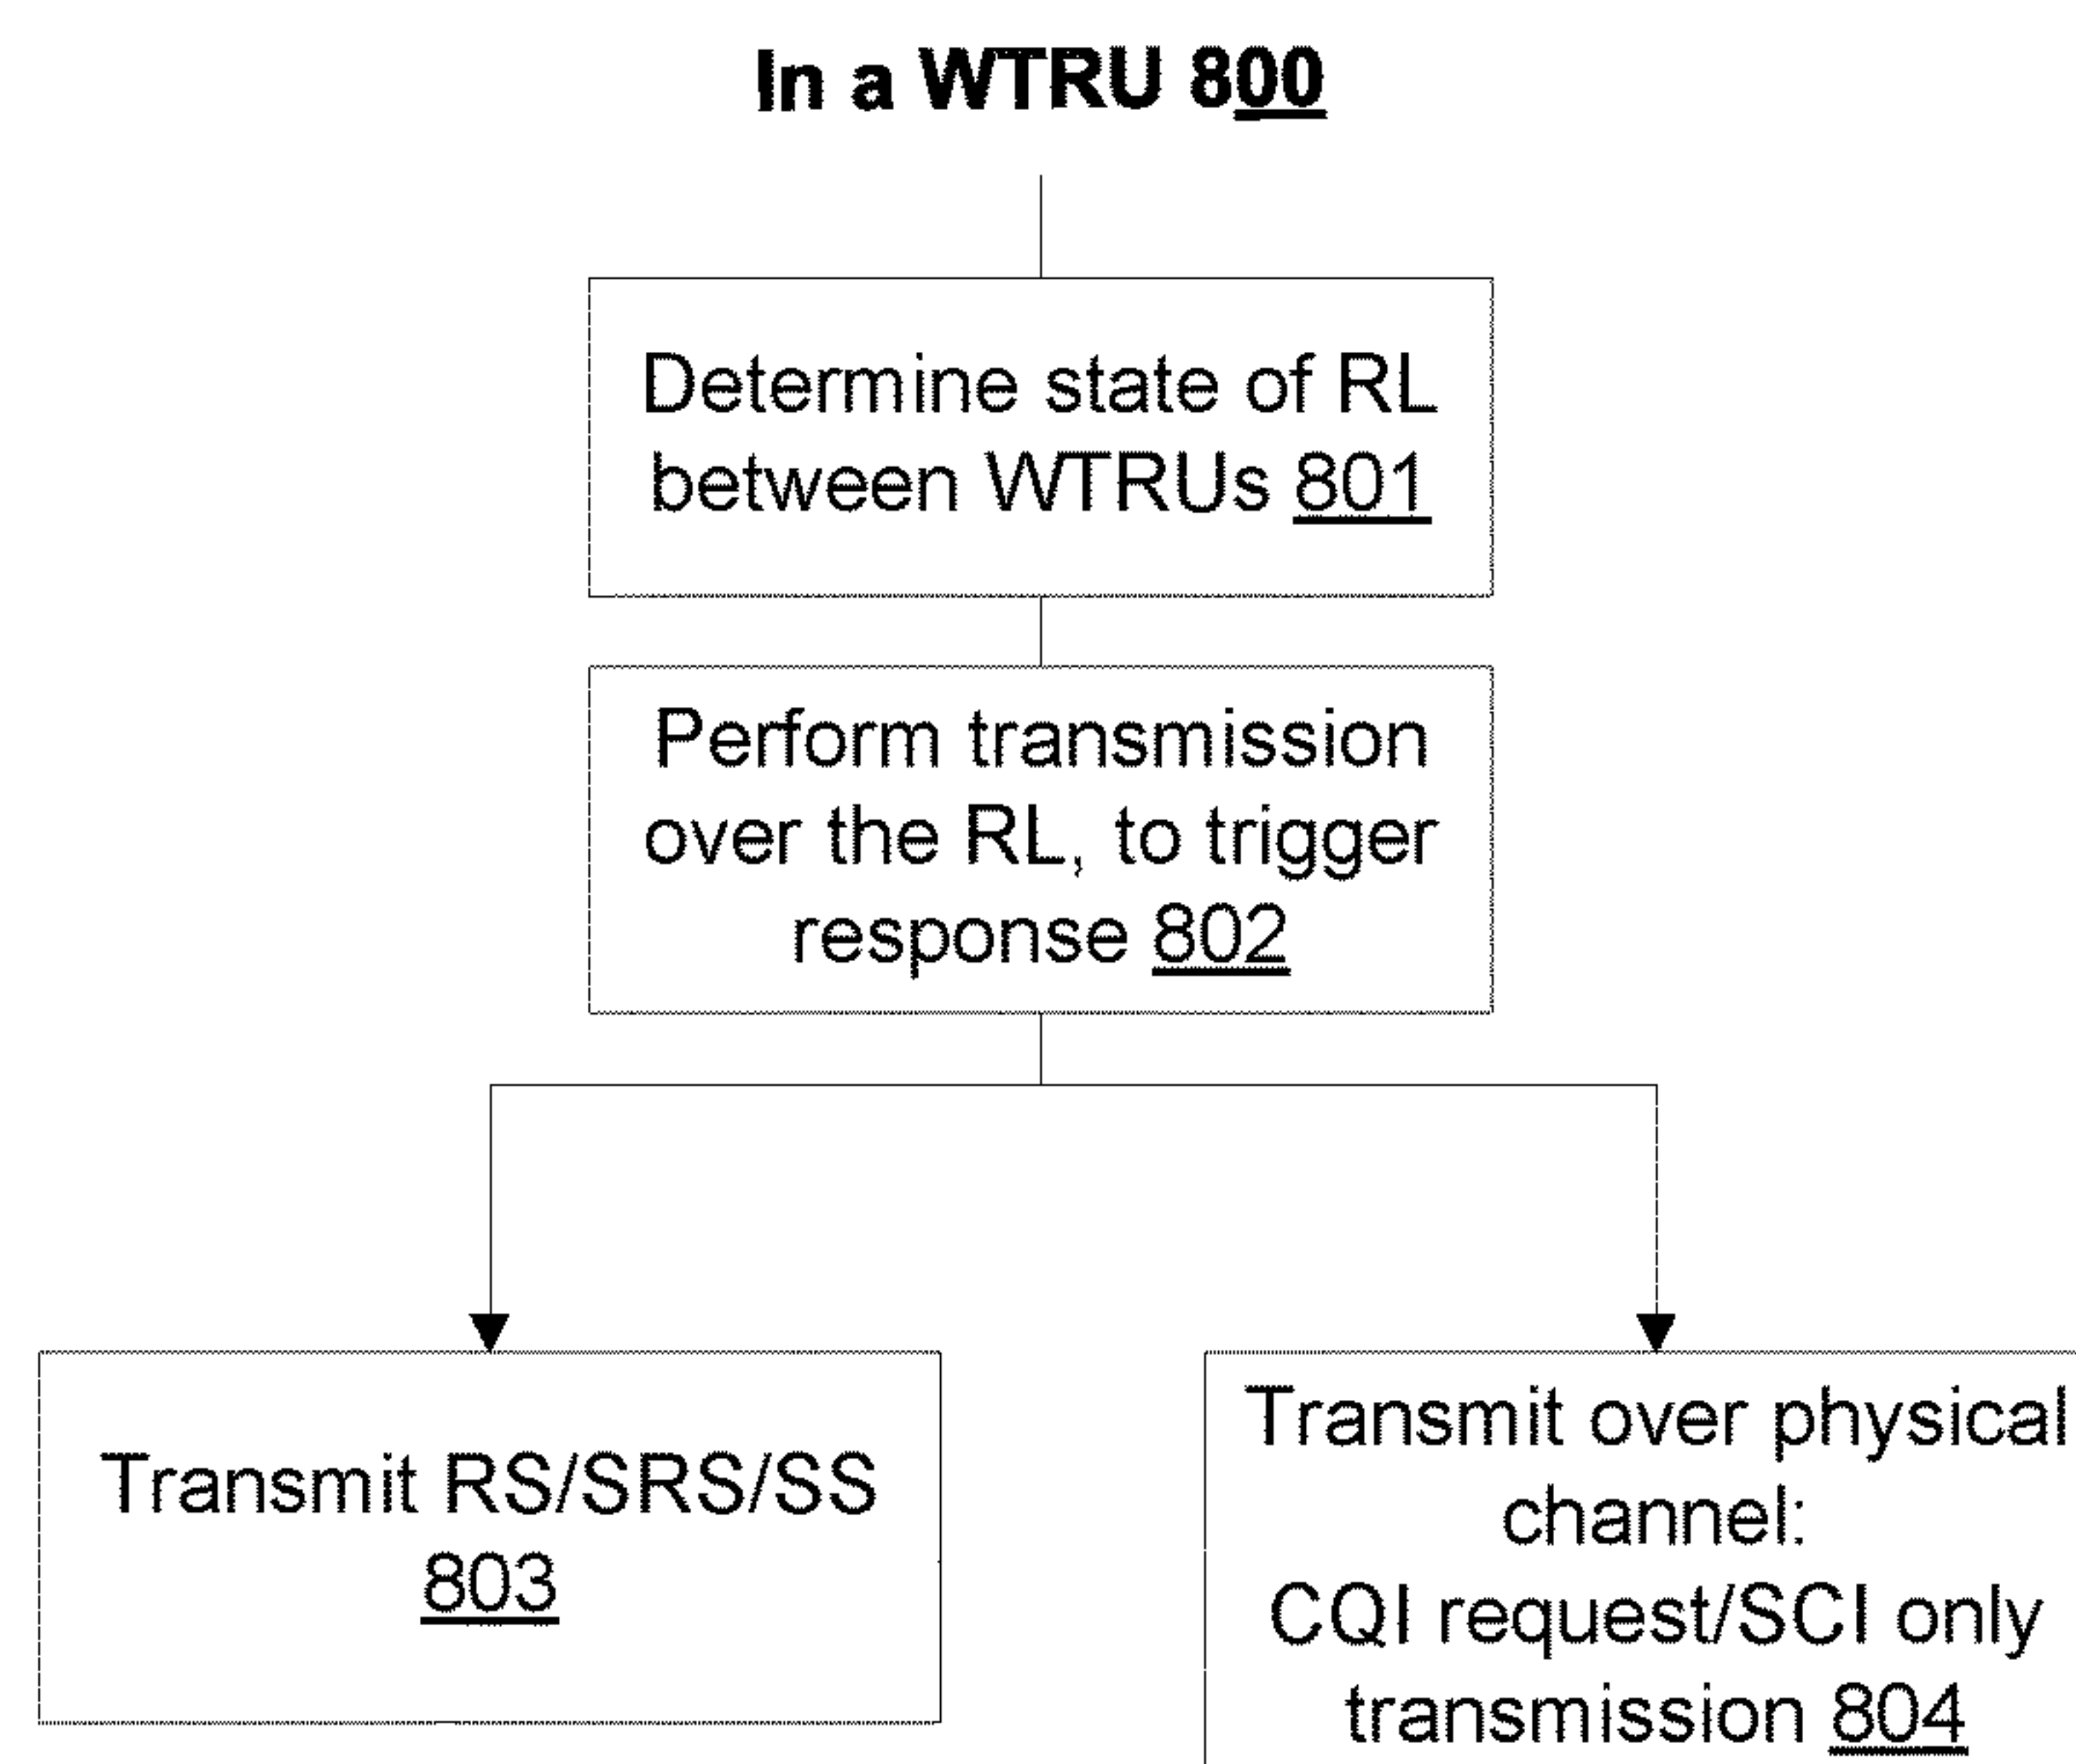 In a WTRU 800
Determine state of RL
between WTRUs 801
Perform transmission
over the RL, to trigger
response 802
Transmit RS/SRS/SS
803
Transmit over physical
channel:
CQI request/SCI only
transmission 804